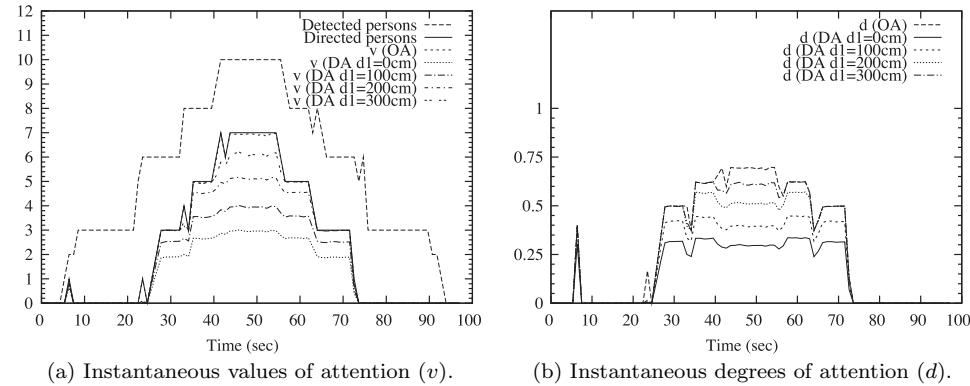 12
11
10
9
8
7
6
5
4
3
2
1
0
Detected persons
Directed persons
v (OA)
v (DA d1=0cm)
v (DA d1=100cm)
v (DA d1=200cm)
v (DA d1=300cm)
0 10 20 30 40 50 60 70 80 90 100
Time (sec)
(a) Instantaneous values of attention (v).
1
0.75
0.5
0.25
0
d (OA)
d (DA d1=0cm)
d (DA d1=100cm)
d (DA d1=200cm)
d (DA d1=300cm)
0 10 20 30 40 50 60 70 80 90 100
Time (sec)
(b) Instantaneous degrees of attention (d).